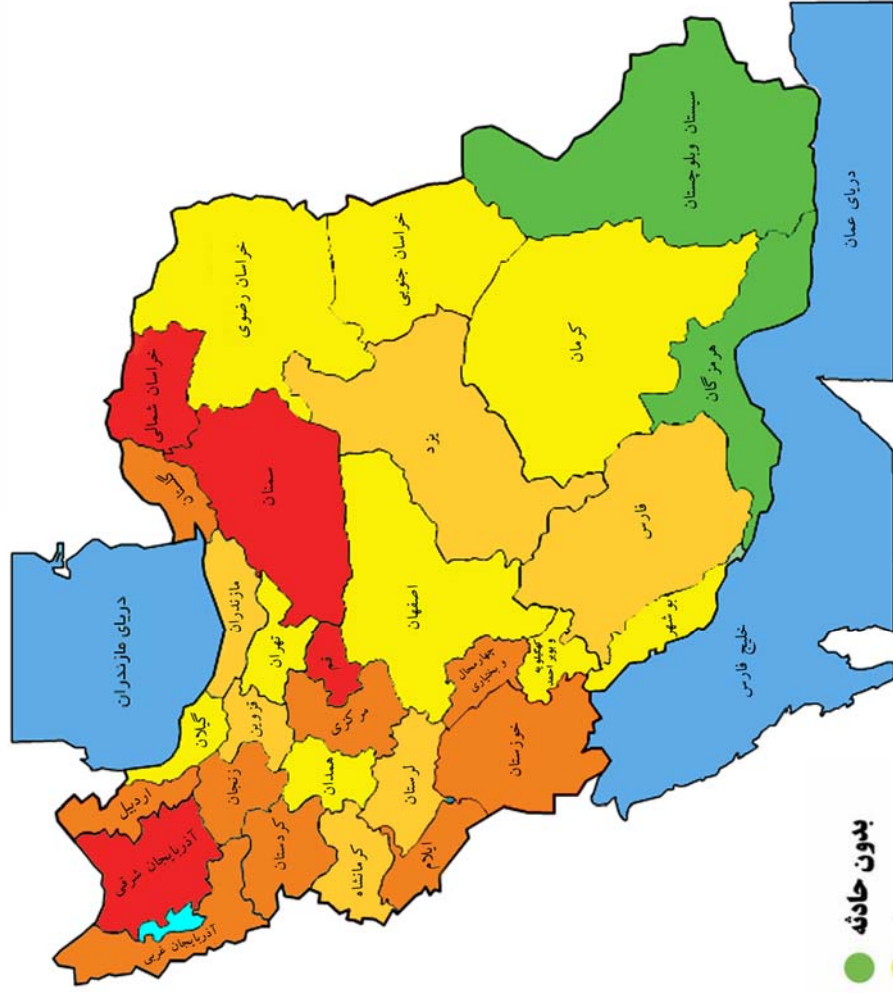 دریای مازندران
اردبیل
آذربایجان شرقی
آذربایجان غربی
گیلان
زنجان
کردستان
قزوین
مازندران
تهران
گلستان
خراسان شمالی
سمنان
خراسان رضوی
قم
مرکزی
همدان
کرمانشاه
ایلام
لرستان
اصفهان
یزد
خراسان جنوبی
چهارمحال
و بختیاری
خوزستان
کهگیلویه
و بویراحمد
بوشهر
فارس
کرمان
هرمزگان
سیستان وبلوچستان
خلیج فارس
دریای عمان
بدون حادثه